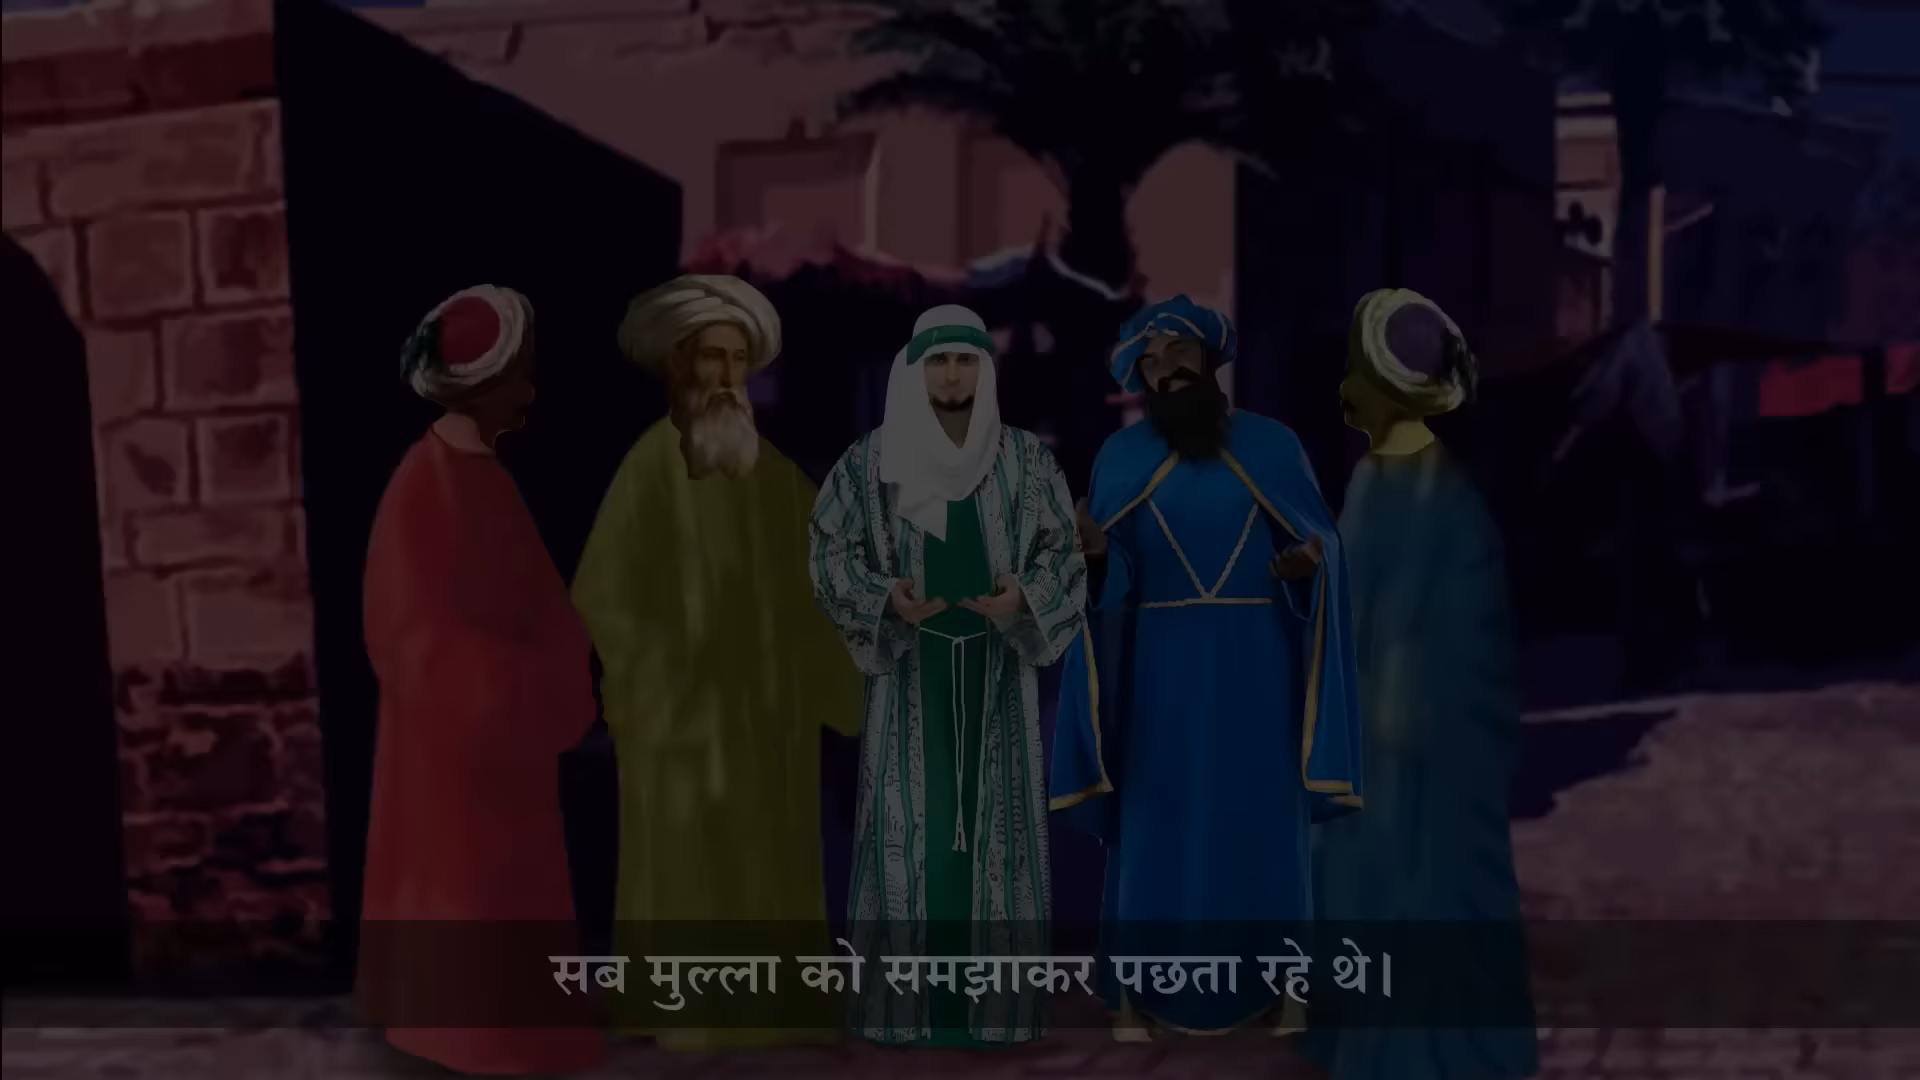 सब मुल्ला को समझाकर पछता रहे थे।